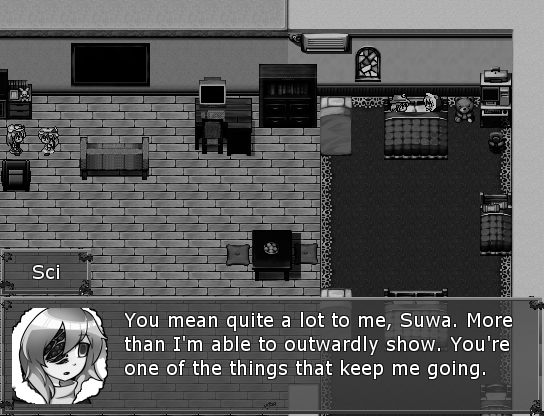 Sci
You mean quite a lot to me, Suwa. More
than I'm able to outwardly show. You're
one of the things that keep me going.